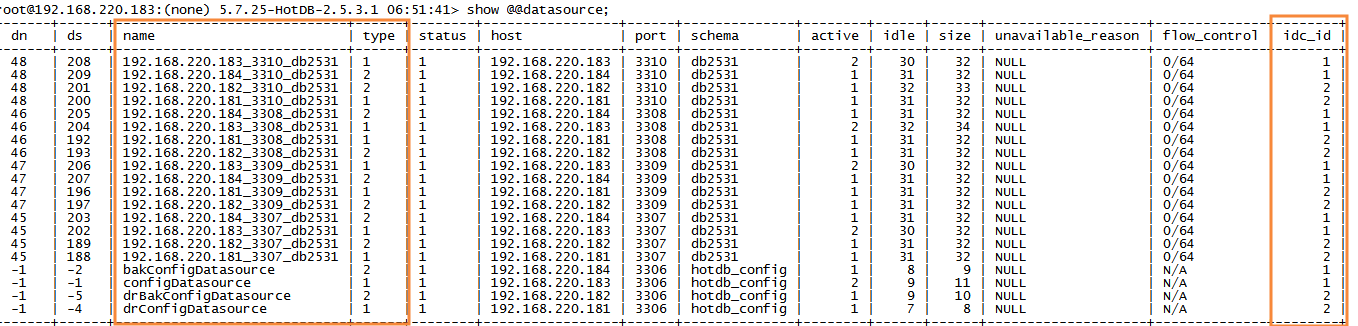 root@192.168.220.183:(none) 5.7.25-HotDB-2.5.3.1 06:51:41> show @@datasource;
dn | ds | name | type | status | host | port | schema | active | idle | size | unavailable_reason | flow_control | idc_id |
48 | 208 | 192.168.220.183_3310_db2531 | 1 | 1 | 192.168.220.183 | 3310 | db2531 | 2 | 30 | 32 | NULL | 0/64 | 1 |
48 | 209 | 192.168.220.184_3310_db2531 | 2 | 1 | 192.168.220.184 | 3310 | db2531 | 1 | 31 | 32 | NULL | 0/64 | 1 |
48 | 201 | 192.168.220.182_3310_db2531 | 2 | 1 | 192.168.220.182 | 3310 | db2531 | 1 | 32 | 33 | NULL | 0/64 | 2 |
48 | 200 | 192.168.220.181_3310_db2531 | 1 | 1 | 192.168.220.181 | 3310 | db2531 | 1 | 31 | 32 | NULL | 0/64 | 2 |
46 | 205 | 192.168.220.184_3308_db2531 | 2 | 1 | 192.168.220.184 | 3308 | db2531 | 1 | 31 | 32 | NULL | 0/64 | 1 |
46 | 204 | 192.168.220.183_3308_db2531 | 1 | 1 | 192.168.220.183 | 3308 | db2531 | 2 | 32 | 34 | NULL | 0/64 | 1 |
46 | 192 | 192.168.220.181_3308_db2531 | 1 | 1 | 192.168.220.181 | 3308 | db2531 | 1 | 31 | 32 | NULL | 0/64 | 2 |
46 | 193 | 192.168.220.182_3308_db2531 | 2 | 1 | 192.168.220.182 | 3308 | db2531 | 1 | 31 | 32 | NULL | 0/64 | 2 |
47 | 206 | 192.168.220.183_3309_db2531 | 1 | 1 | 192.168.220.183 | 3309 | db2531 | 2 | 30 | 32 | NULL | 0/64 | 1 |
47 | 207 | 192.168.220.184_3309_db2531 | 2 | 1 | 192.168.220.184 | 3309 | db2531 | 1 | 31 | 32 | NULL | 0/64 | 1 |
47 | 196 | 192.168.220.181_3309_db2531 | 1 | 1 | 192.168.220.181 | 3309 | db2531 | 1 | 31 | 32 | NULL | 0/64 | 2 |
47 | 197 | 192.168.220.182_3309_db2531 | 2 | 1 | 192.168.220.182 | 3309 | db2531 | 1 | 31 | 32 | NULL | 0/64 | 2 |
45 | 203 | 192.168.220.184_3307_db2531 | 2 | 1 | 192.168.220.184 | 3307 | db2531 | 1 | 31 | 32 | NULL | 0/64 | 1 |
45 | 202 | 192.168.220.183_3307_db2531 | 1 | 1 | 192.168.220.183 | 3307 | db2531 | 2 | 30 | 32 | NULL | 0/64 | 1 |
45 | 189 | 192.168.220.182_3307_db2531 | 2 | 1 | 192.168.220.182 | 3307 | db2531 | 1 | 31 | 32 | NULL | 0/64 | 2 |
45 | 188 | 192.168.220.181_3307_db2531 | 1 | 1 | 192.168.220.181 | 3307 | db2531 | 1 | 31 | 32 | NULL | 0/64 | 2 |
-1 | -2 | bakConfigDatasource | 2 | 1 | 192.168.220.184 | 3306 | hotdb_config | 1 | 8 | 9 | NULL | N/A | 1 |
-1 | -1 | configDatasource | 1 | 1 | 192.168.220.183 | 3306 | hotdb_config | 2 | 9 | 11 | NULL | N/A | 1 |
-1 | -5 | drBakConfigDatasource | 2 | 1 | 192.168.220.182 | 3306 | hotdb_config | 1 | 9 | 10 | NULL | N/A | 2 |
-1 | -4 | drConfigDatasource | 1 | 1 | 192.168.220.181 | 3306 | hotdb_config | 1 | 7 | 8 | NULL | N/A | 2 |